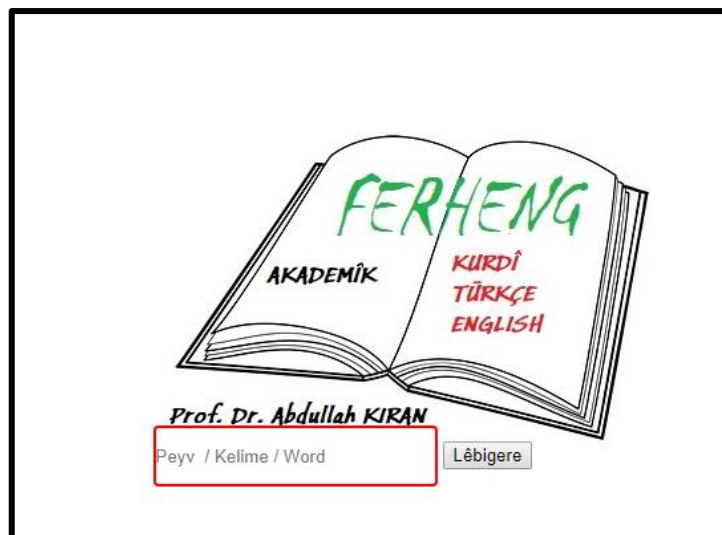 FERHENG
AKADEMÎK
KURDÎ
TÜRKÇE
ENGLISH
Prof. Dr. Abdullah KIRAN
Peyv / Kelime / Word
Lêbigere